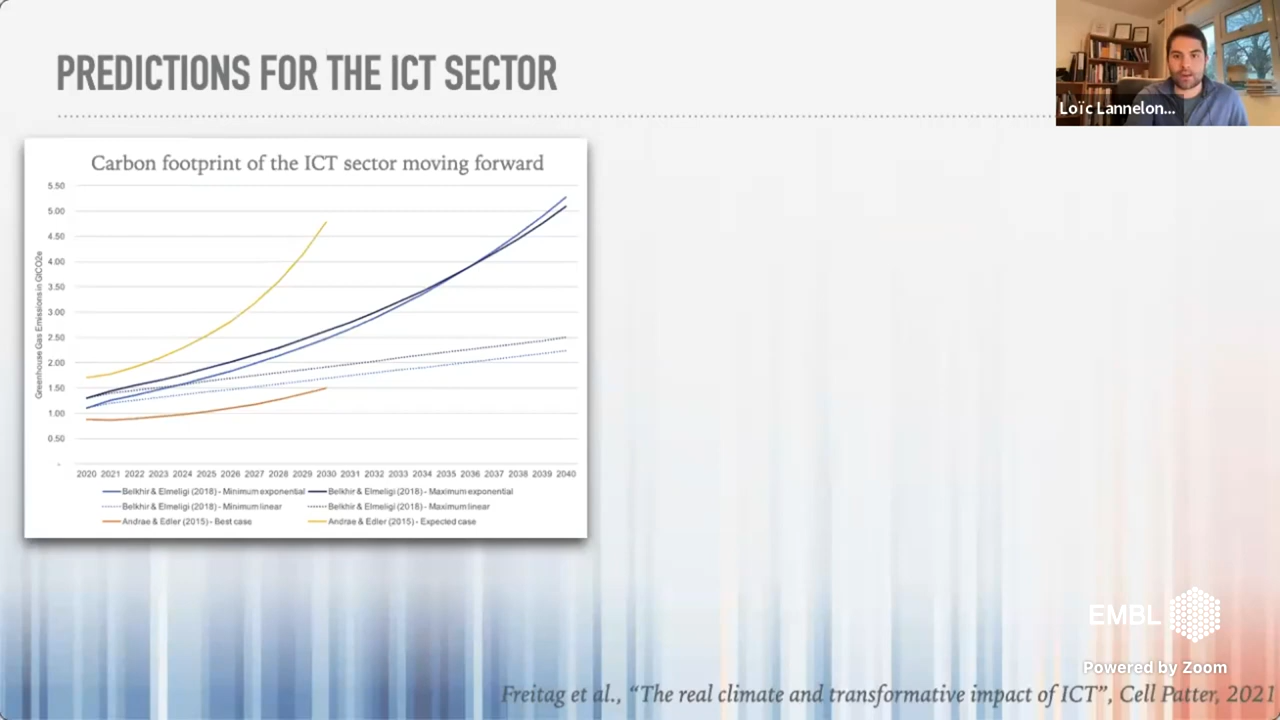 PREDICTIONS FOR THE ICT SECTOR
Loïc Lannelon...
Carbon footprint of the ICT sector moving forward
Greenhouse Gas Emissions in GtCO2e
5.50
5.00
4.50
4.00
3.50
3.00
2.50
2.00
1.50
1.00
0.50
-
2020 2021 2022 2023 2024 2025 2026 2027 2028 2029 2030 2031 2032 2033 2034 2035 2036 2037 2038 2039 2040
Belkhir & Elmeligi (2018) - Minimum exponential Belkhir & Elmeligi (2018) - Maximum exponential
Belkhir & Elmeligi (2018) - Minimum linear Belkhir & Elmeligi (2018) - Maximum linear
Andrae & Edler (2015) - Best case Andrae & Edler (2015) - Expected case
EMBL
Powered by Zoom
Freitag et al., “The real climate and transformative impact of ICT”, Cell Patter, 2021